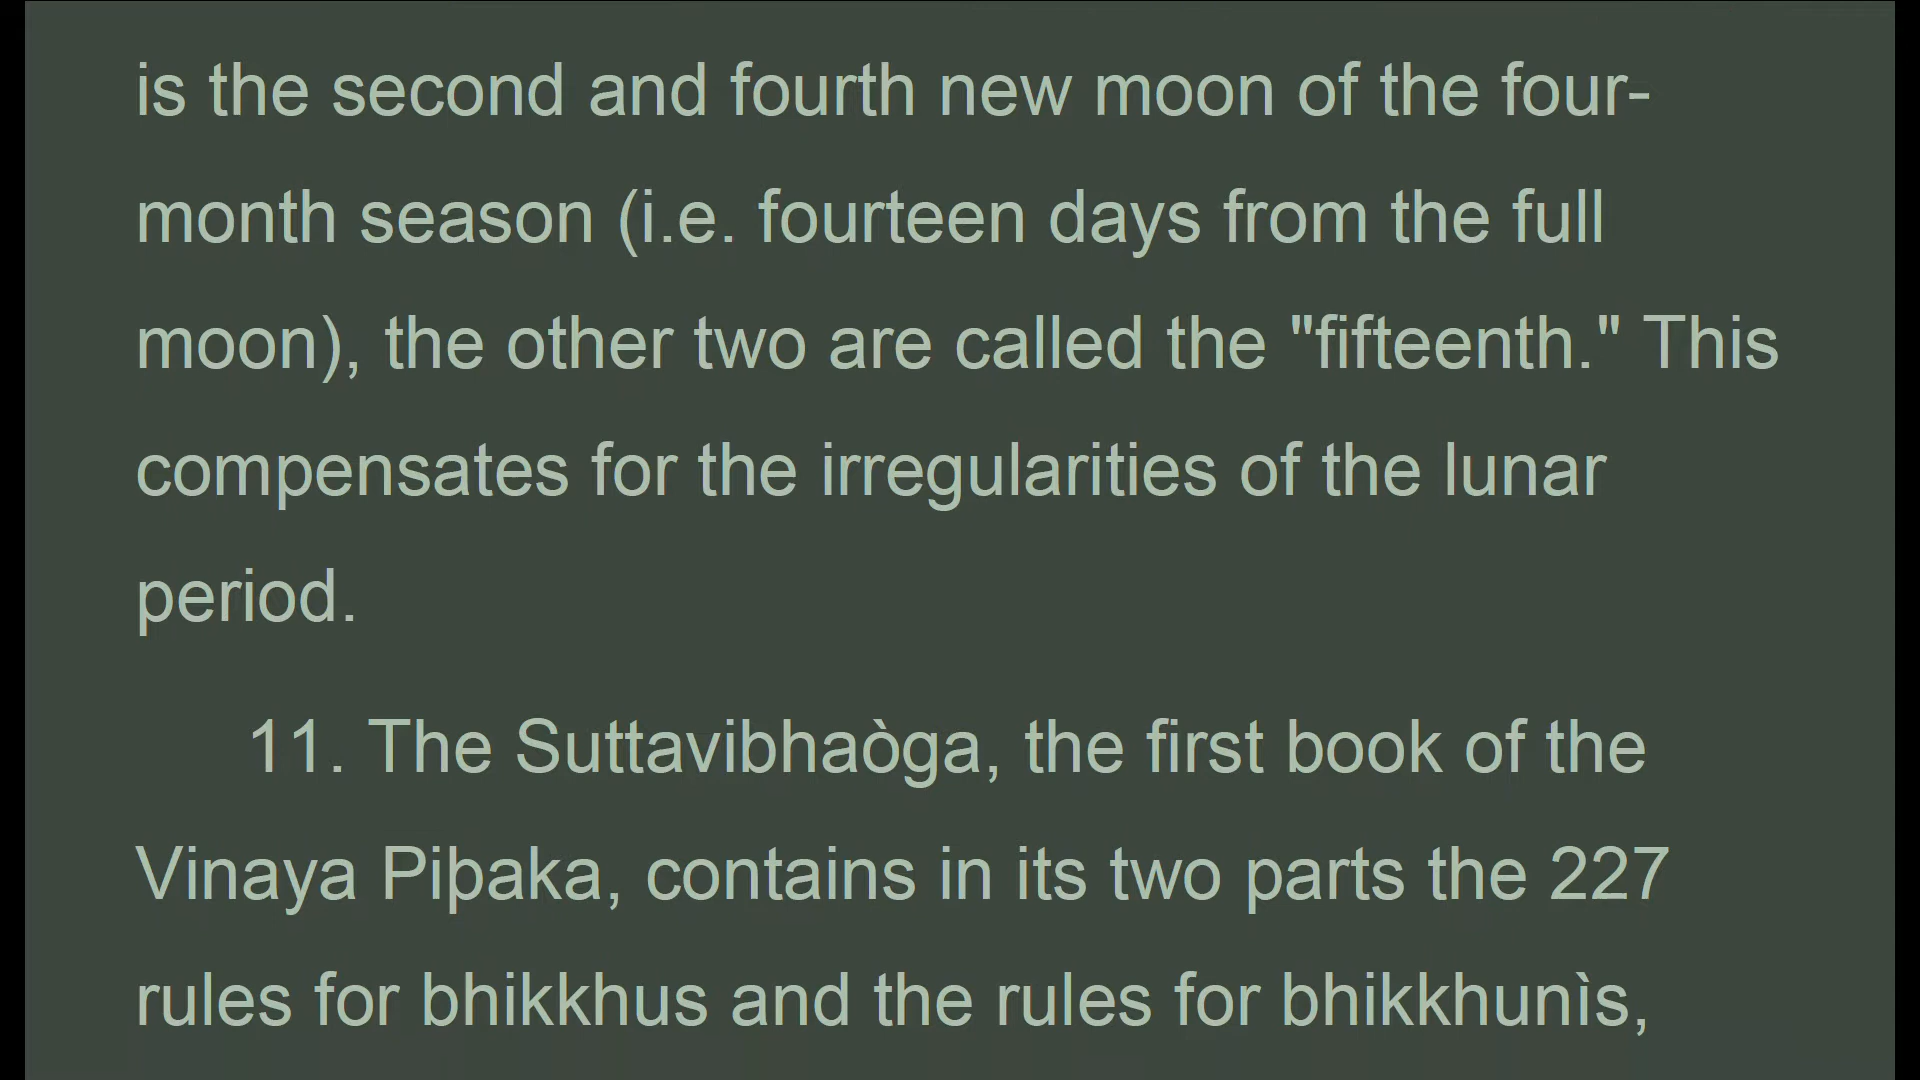 is the second and fourth new moon of the four-
month season (i.e. fourteen days from the full
moon), the other two are called the "fifteenth." This
compensates for the irregularities of the lunar
period.
11. The Suttavibhaòga, the first book of the
Vinaya Piþaka, contains in its two parts the 227
rules for bhikkhus and the rules for bhikkhunìs,